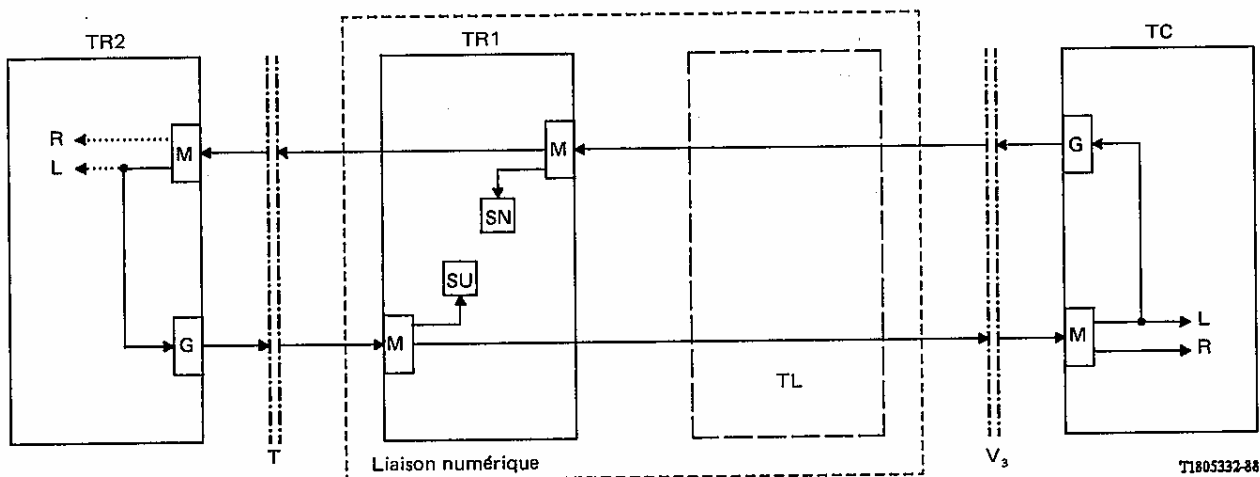 TR2
TR1
TC
R
M
M
G
L
SN
SU
G
M
TL
M
L
R
T
Liaison numérique
V₃
T1805332-88